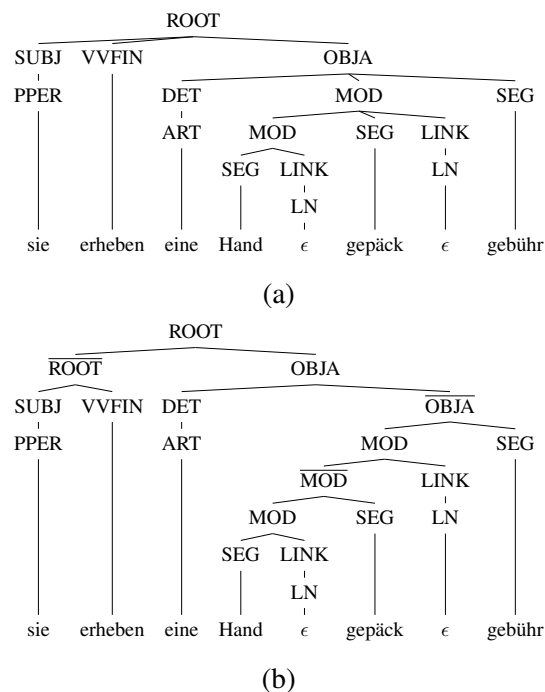 ROOT
SUBJ VVFIN OBJA
PPER DET MOD SEG
ART MOD SEG LINK
SEG LINK LN
LN
sie erheben eine Hand ϵ gepäck ϵ gebühr
(a)
ROOT
ROOT OBJA
SUBJ VVFIN DET OBJA
PPER ART MOD SEG
MOD LINK
MOD SEG LN
SEG LINK
LN
sie erheben eine Hand ϵ gepäck ϵ gebühr
(b)